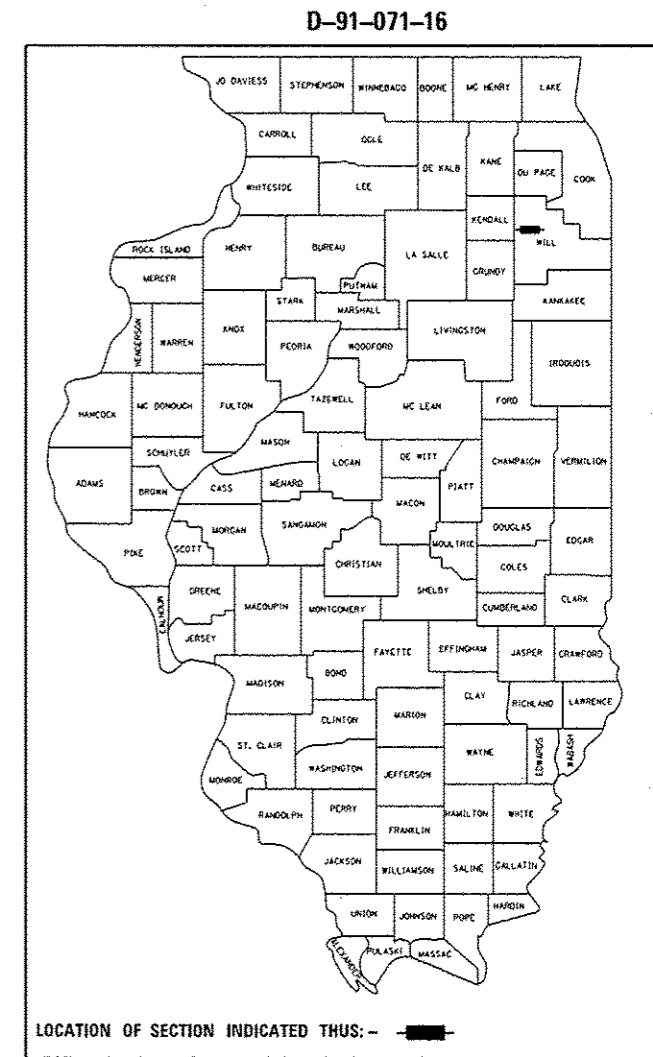 D-91-071-16
JO DAVIESS STEPHENSON WINNEBAGO BOONE MC HENRY LAKE
CARROLL OGLE DE KALB KANE DU PAGE COOK
WHITESIDE LEE KENDALL WILL
ROCK ISLAND HENRY BUREAU LA SALLE GRUNDY
MERCER PUTNAM KANKAKEE
STARK MARSHALL
HENDERSON WARREN KNOX PEORIA WOODFORD LIVINGSTON IROQUOIS
HANCOCK MC DONOUGH FULTON TAZEWELL MC LEAN FORD
SCHUYLER MASON LOGAN DE WITT CHAMPAIGN VERMILION
ADAMS BROWN CASS MENARD MACON PIATT
PIKE SCOTT MORGAN SANGAMON CHRISTIAN MOULTRIE DOUGLAS EDGAR
COLES
CALHOUN GREENE MACOUPIN MONTGOMERY SHELBY CUMBERLAND CLARK
JERSEY FAYETTE EFFINGHAM JASPER CRAWFORD
MADISON BOND CLAY RICHLAND LAWRENCE
CLINTON MARION
ST. CLAIR WAYNE EDWARDS WABASH
MONROE WASHINGTON JEFFERSON
RANDOLPH PERRY HAMILTON WHITE
FRANKLIN
JACKSON WILLIAMSON SALINE GALLATIN
UNION JOHNSON POPE HARDIN
ALEXANDER PULASKI MASSAC
LOCATION OF SECTION INDICATED THUS: -